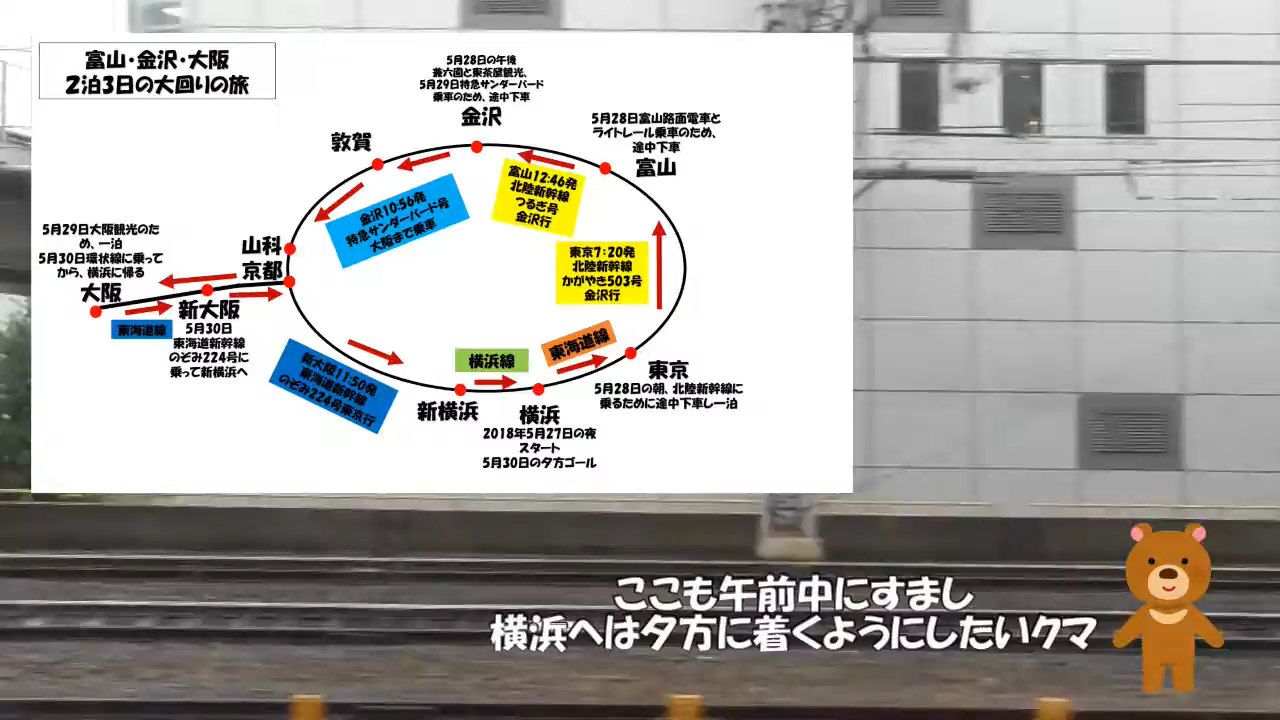 富山・金沢・大阪
2泊3日の大回りの旅
5月28日の午後
兼六園と東茶屋観光、
5月29日特急サンダーバード
乗車のため、途中下車
金沢
5月28日富山路面電車と
ライトレール乗車のため、
途中下車
富山
敦賀
富山12:46発
北陸新幹線
つるぎ号
金沢行
金沢10:56発
特急サンダーバード号
大阪まで乗車
5月29日大阪観光のた
め、一泊
5月30日環状線に乗って
から、横浜に帰る
大阪
山科
京都
東京7:20発
北陸新幹線
かがやき503号
金沢行
新大阪
5月30日
東海道新幹線
のぞみ224号に
乗って新横浜へ
東海道線
新大阪11:50発
東海道新幹線
のぞみ224号東京行
横浜線
東海道線
東京
5月28日の朝、北陸新幹線に
乗るために途中下車し一泊
新横浜
横浜
2018年5月27日の夜
スタート
5月30日の夕方ゴール
ここも午前中にすまし
横浜へは夕方に着くようにしたいクマ